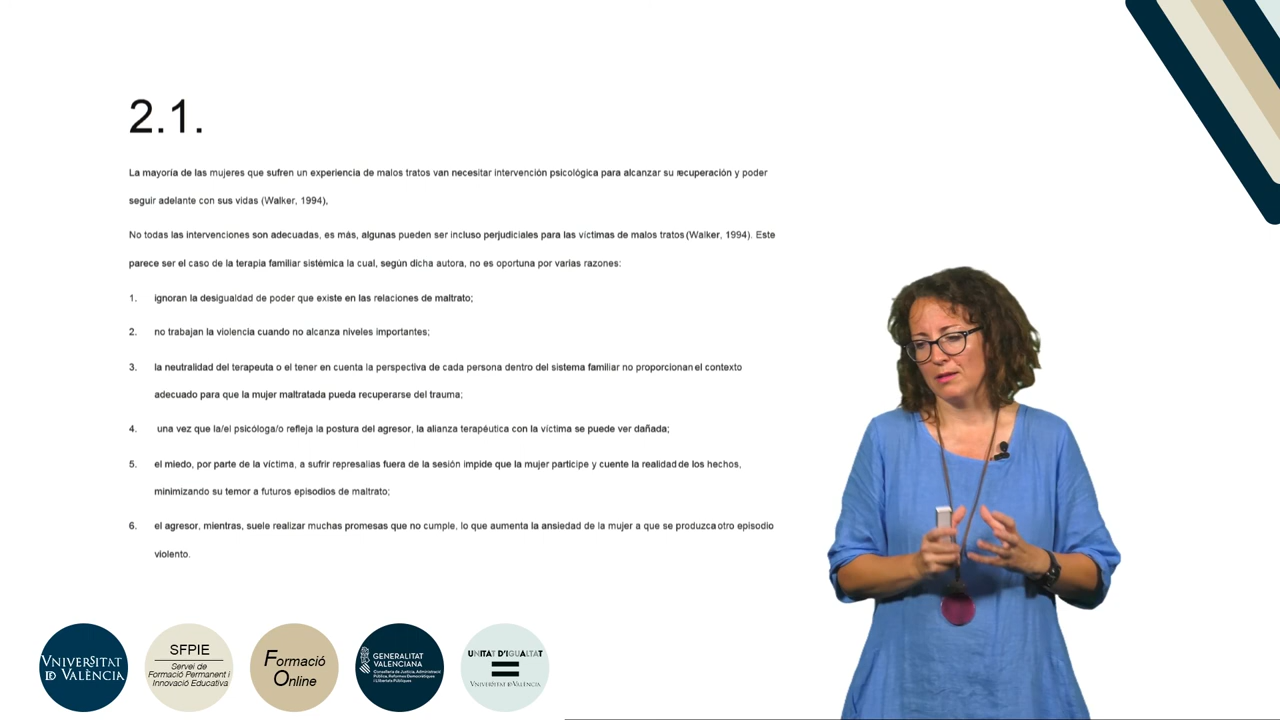 2.1.
La mayoría de las mujeres que sufren un experiencia de malos tratos van necesitar intervención psicológica para alcanzar su recuperación y poder
seguir adelante con sus vidas (Walker, 1994),
No todas las intervenciones son adecuadas, es más, algunas pueden ser incluso perjudiciales para las víctimas de malos tratos (Walker, 1994). Este
parece ser el caso de la terapia familiar sistémica la cual, según dicha autora, no es oportuna por varias razones:
1. ignoran la desigualdad de poder que existe en las relaciones de maltrato;
2. no trabajan la violencia cuando no alcanza niveles importantes;
3. la neutralidad del terapeuta o el tener en cuenta la perspectiva de cada persona dentro del sistema familiar no proporcionan el contexto
adecuado para que la mujer maltratada pueda recuperarse del trauma;
4. una vez que la/el psicóloga/o refleja la postura del agresor, la alianza terapéutica con la víctima se puede ver dañada;
5. el miedo, por parte de la víctima, a sufrir represalias fuera de la sesión impide que la mujer participe y cuente la realidad de los hechos,
minimizando su temor a futuros episodios de maltrato;
6. el agresor, mientras, suele realizar muchas promesas que no cumple, lo que aumenta la ansiedad de la mujer a que se produzca otro episodio
violento.
VNIVERSITAT
ID VALÈNCIA
SFPIE
Servei de
Formació Permanent i
Innovació Educativa
Formació
Online
GENERALITAT
VALENCIANA
Conselleria de Justícia, Administració
Pública, Reformes Democràtiques
i Llibertats Públiques
UNITAT D'IGUALTAT
VNIVERSITAT ID VALÈNCIA